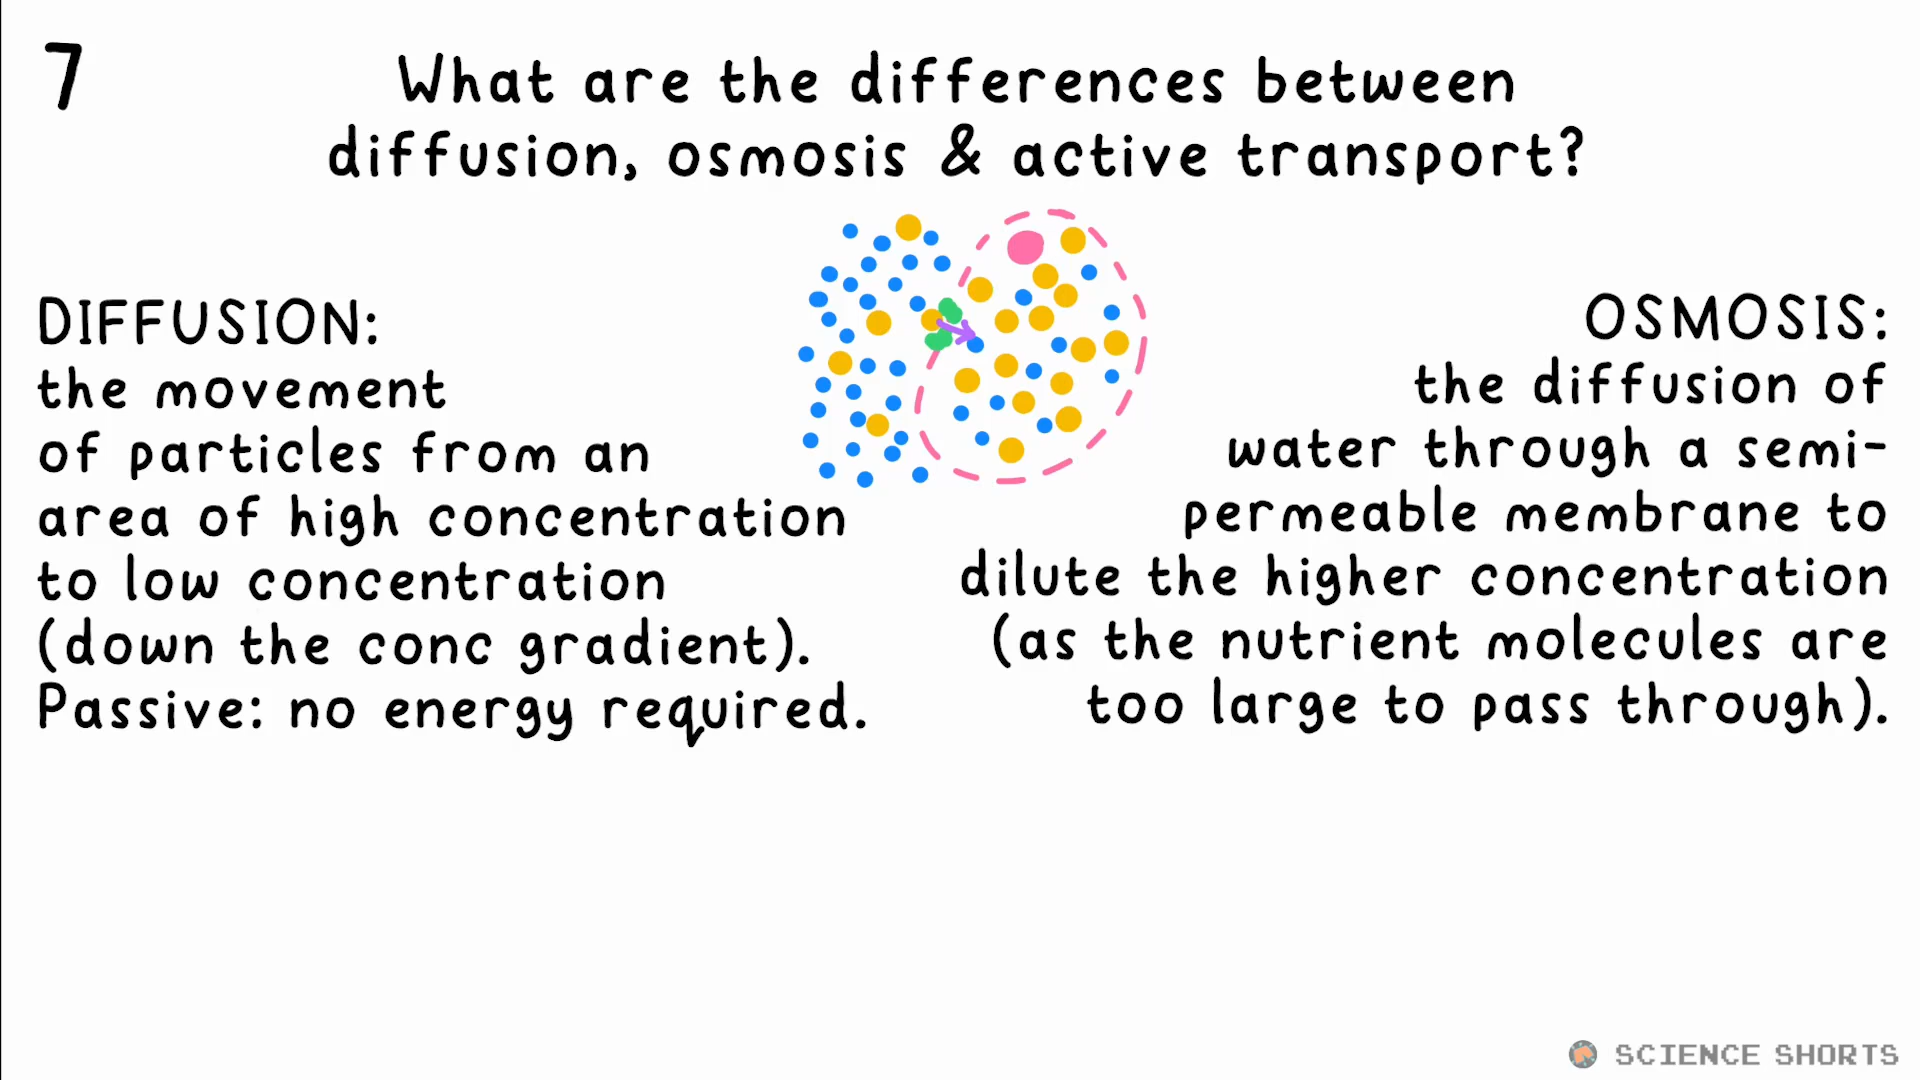 7
What are the differences between
diffusion, osmosis & active transport?
DIFFUSION:
the movement
of particles from an
area of high concentration
to low concentration
(down the conc gradient).
Passive: no energy required.
OSMOSIS:
the diffusion of
water through a semi-
permeable membrane to
dilute the higher concentration
(as the nutrient molecules are
too large to pass through).
SCIENCE SHORTS